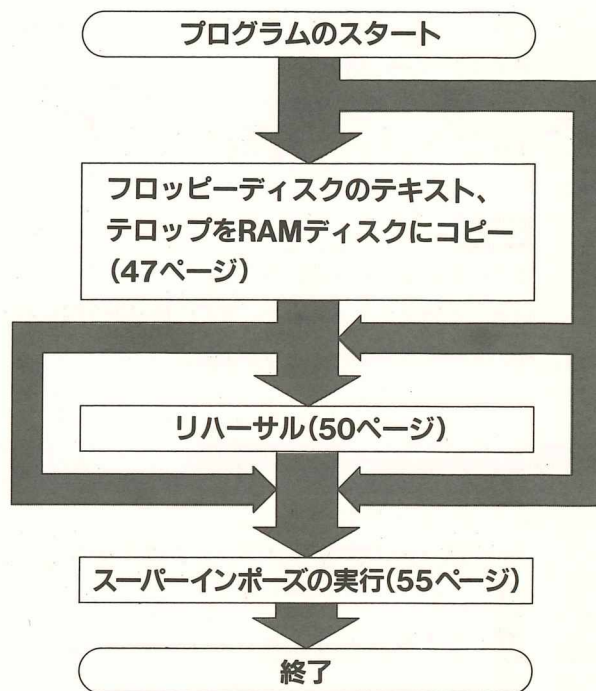 プログラムのスタート
フロッピーディスクのテキスト、
テロップをRAMディスクにコピー
(47ページ)
リハーサル(50ページ)
スーパーインポーズの実行(55ページ)
終了